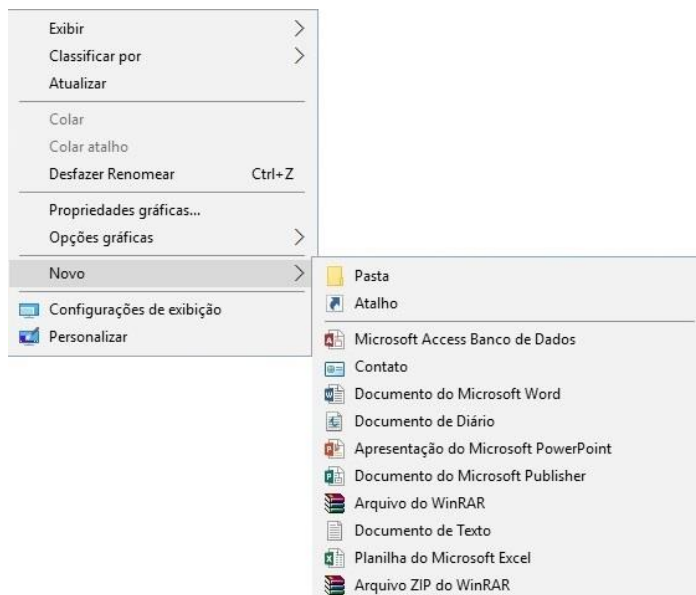 Exibir
Classificar por
Atualizar
Colar
Colar atalho
Desfazer Renomear Ctrl+Z
Propriedades gráficas...
Opções gráficas
Novo
Configurações de exibição
Personalizar
Pasta
Atalho
Microsoft Access Banco de Dados
Contato
Documento do Microsoft Word
Documento de Diário
Apresentação do Microsoft PowerPoint
Documento do Microsoft Publisher
Arquivo do WinRAR
Documento de Texto
Planilha do Microsoft Excel
Arquivo ZIP do WinRAR